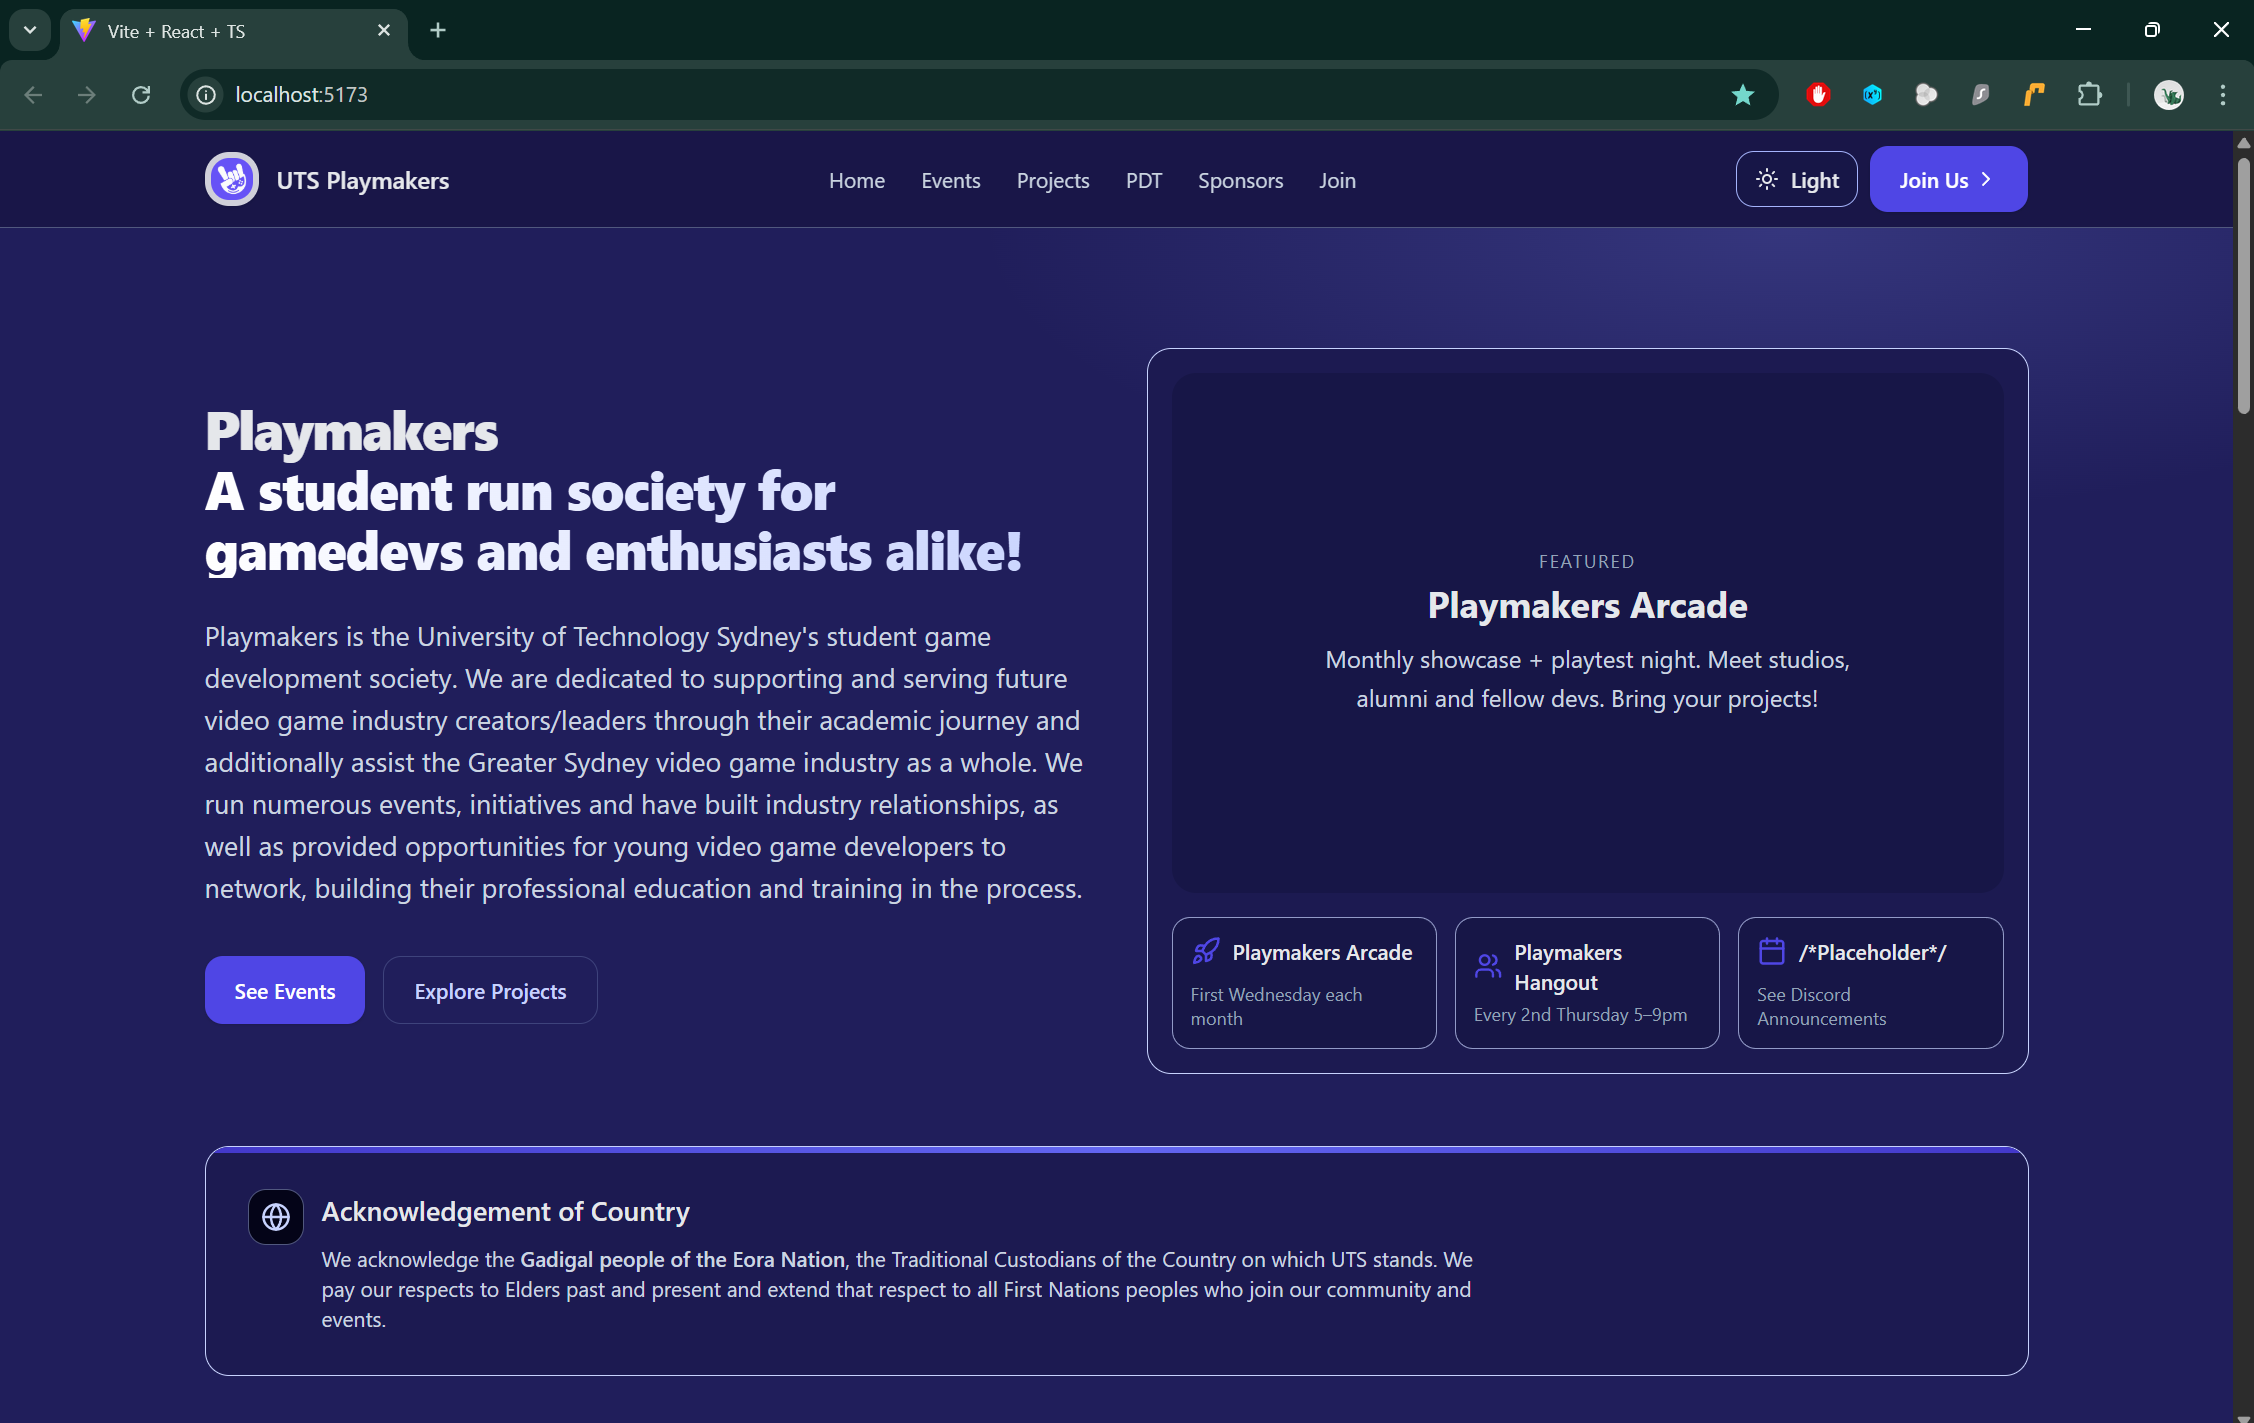 Vite + React + TS
localhost:5173
UTS Playmakers
Home
Events
Projects
PDT
Sponsors
Join
Light
Join Us
Playmakers
A student run society for
gamedevs and enthusiasts alike!
Playmakers is the University of Technology Sydney's student game
development society. We are dedicated to supporting and serving future
video game industry creators/leaders through their academic journey and
additionally assist the Greater Sydney video game industry as a whole. We
run numerous events, initiatives and have built industry relationships, as
well as provided opportunities for young video game developers to
network, building their professional education and training in the process.
See Events
Explore Projects
FEATURED
Playmakers Arcade
Monthly showcase + playtest night. Meet studios,
alumni and fellow devs. Bring your projects!
Playmakers Arcade
First Wednesday each
month
Playmakers
Hangout
Every 2nd Thursday 5–9pm
/*Placeholder*/
See Discord
Announcements
Acknowledgement of Country
We acknowledge the Gadigal people of the Eora Nation, the Traditional Custodians of the Country on which UTS stands. We
pay our respects to Elders past and present and extend that respect to all First Nations peoples who join our community and
events.